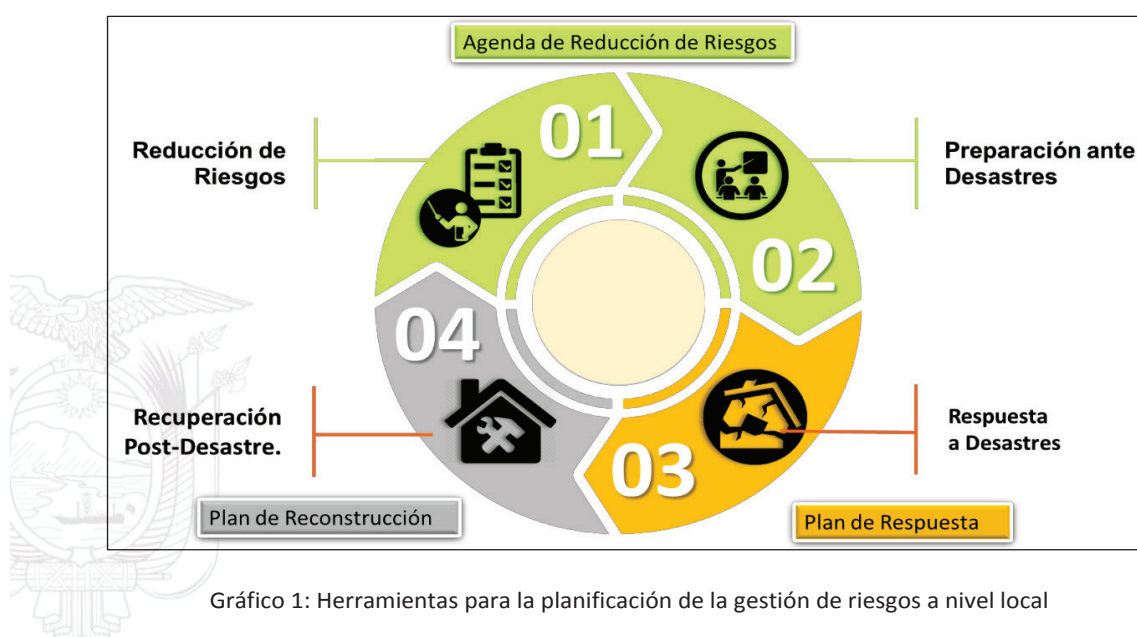 Agenda de Reducción de Riesgos
01
Reducción de
Riesgos
Preparación ante
Desastres
02
04
Recuperación
Post-Desastre.
Respuesta
a Desastres
03
Plan de Reconstrucción
Plan de Respuesta
Gráfico 1: Herramientas para la planificación de la gestión de riesgos a nivel local